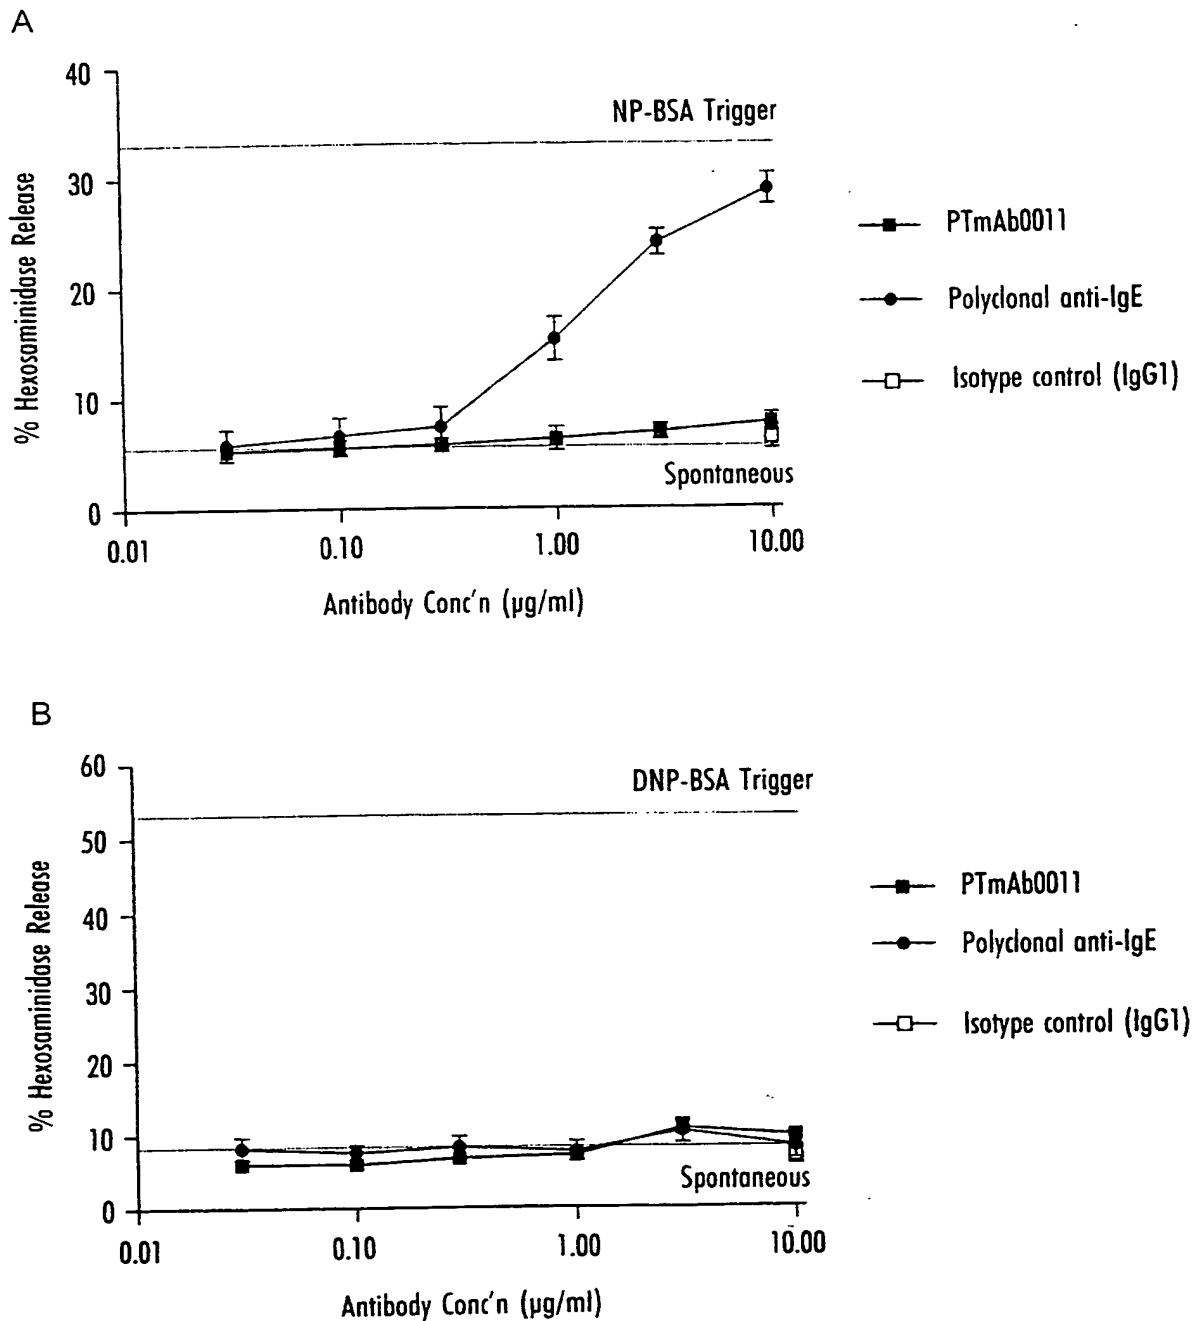 A
40
30
20
10
0
% Hexosaminidase Release
NP-BSA Trigger
Spontaneous
0.01
0.10
1.00
10.00
Antibody Conc'n (µg/ml)
PTmAb0011
Polyclonal anti-IgE
Isotype control (IgG1)
B
60
50
40
30
20
10
0
% Hexosaminidase Release
DNP-BSA Trigger
Spontaneous
0.01
0.10
1.00
10.00
Antibody Conc'n (µg/ml)
PTmAb0011
Polyclonal anti-IgE
Isotype control (IgG1)